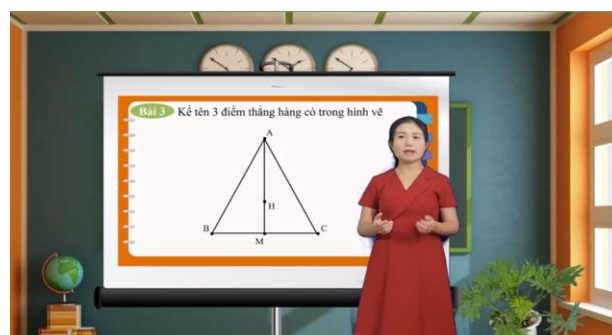 Bài 3 Kể tên 3 điểm thẳng hàng có trong hình vẽ
A
H
B
C
M